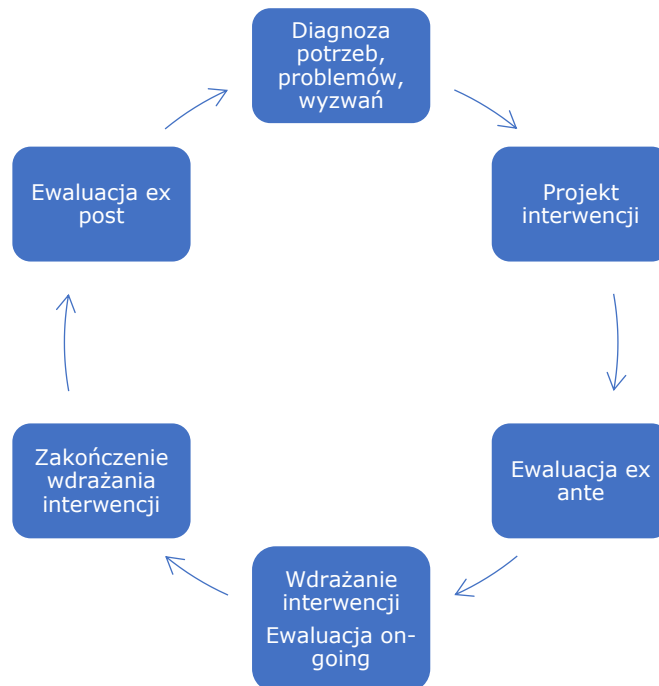 Diagnoza
potrzeb,
problemów,
wyzwań
Projekt
interwencji
Ewaluacja ex
ante
Wdrażanie
interwencji
Ewaluacja on-
going
Zakończenie
wdrażania
interwencji
Ewaluacja ex
post